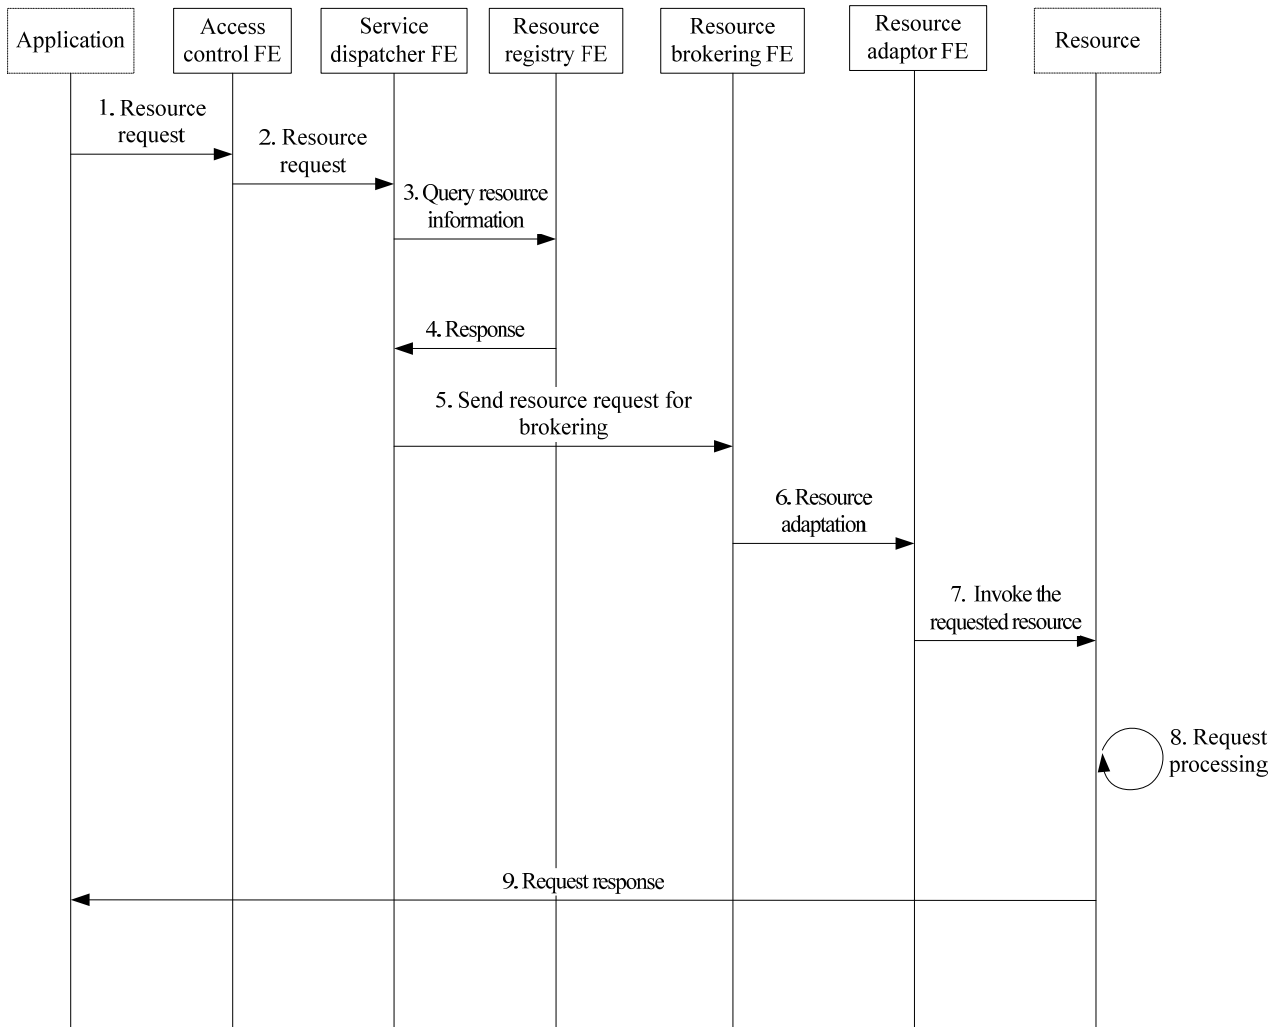 Application
Access
control FE
Service
dispatcher FE
Resource
registry FE
Resource
brokering FE
Resource
adaptor FE
Resource
1. Resource
request
2. Resource
request
3. Query resource
information
4. Response
5. Send resource request for
brokering
6. Resource
adaptation
7. Invoke the
requested resource
8. Request
processing
9. Request response